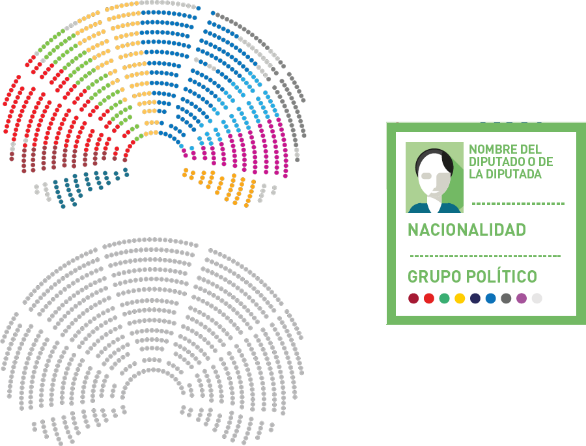 NOMBRE DEL
DIPUTADO O DE
LA DIPUTADA
NACIONALIDAD
GRUPO POLÍTICO